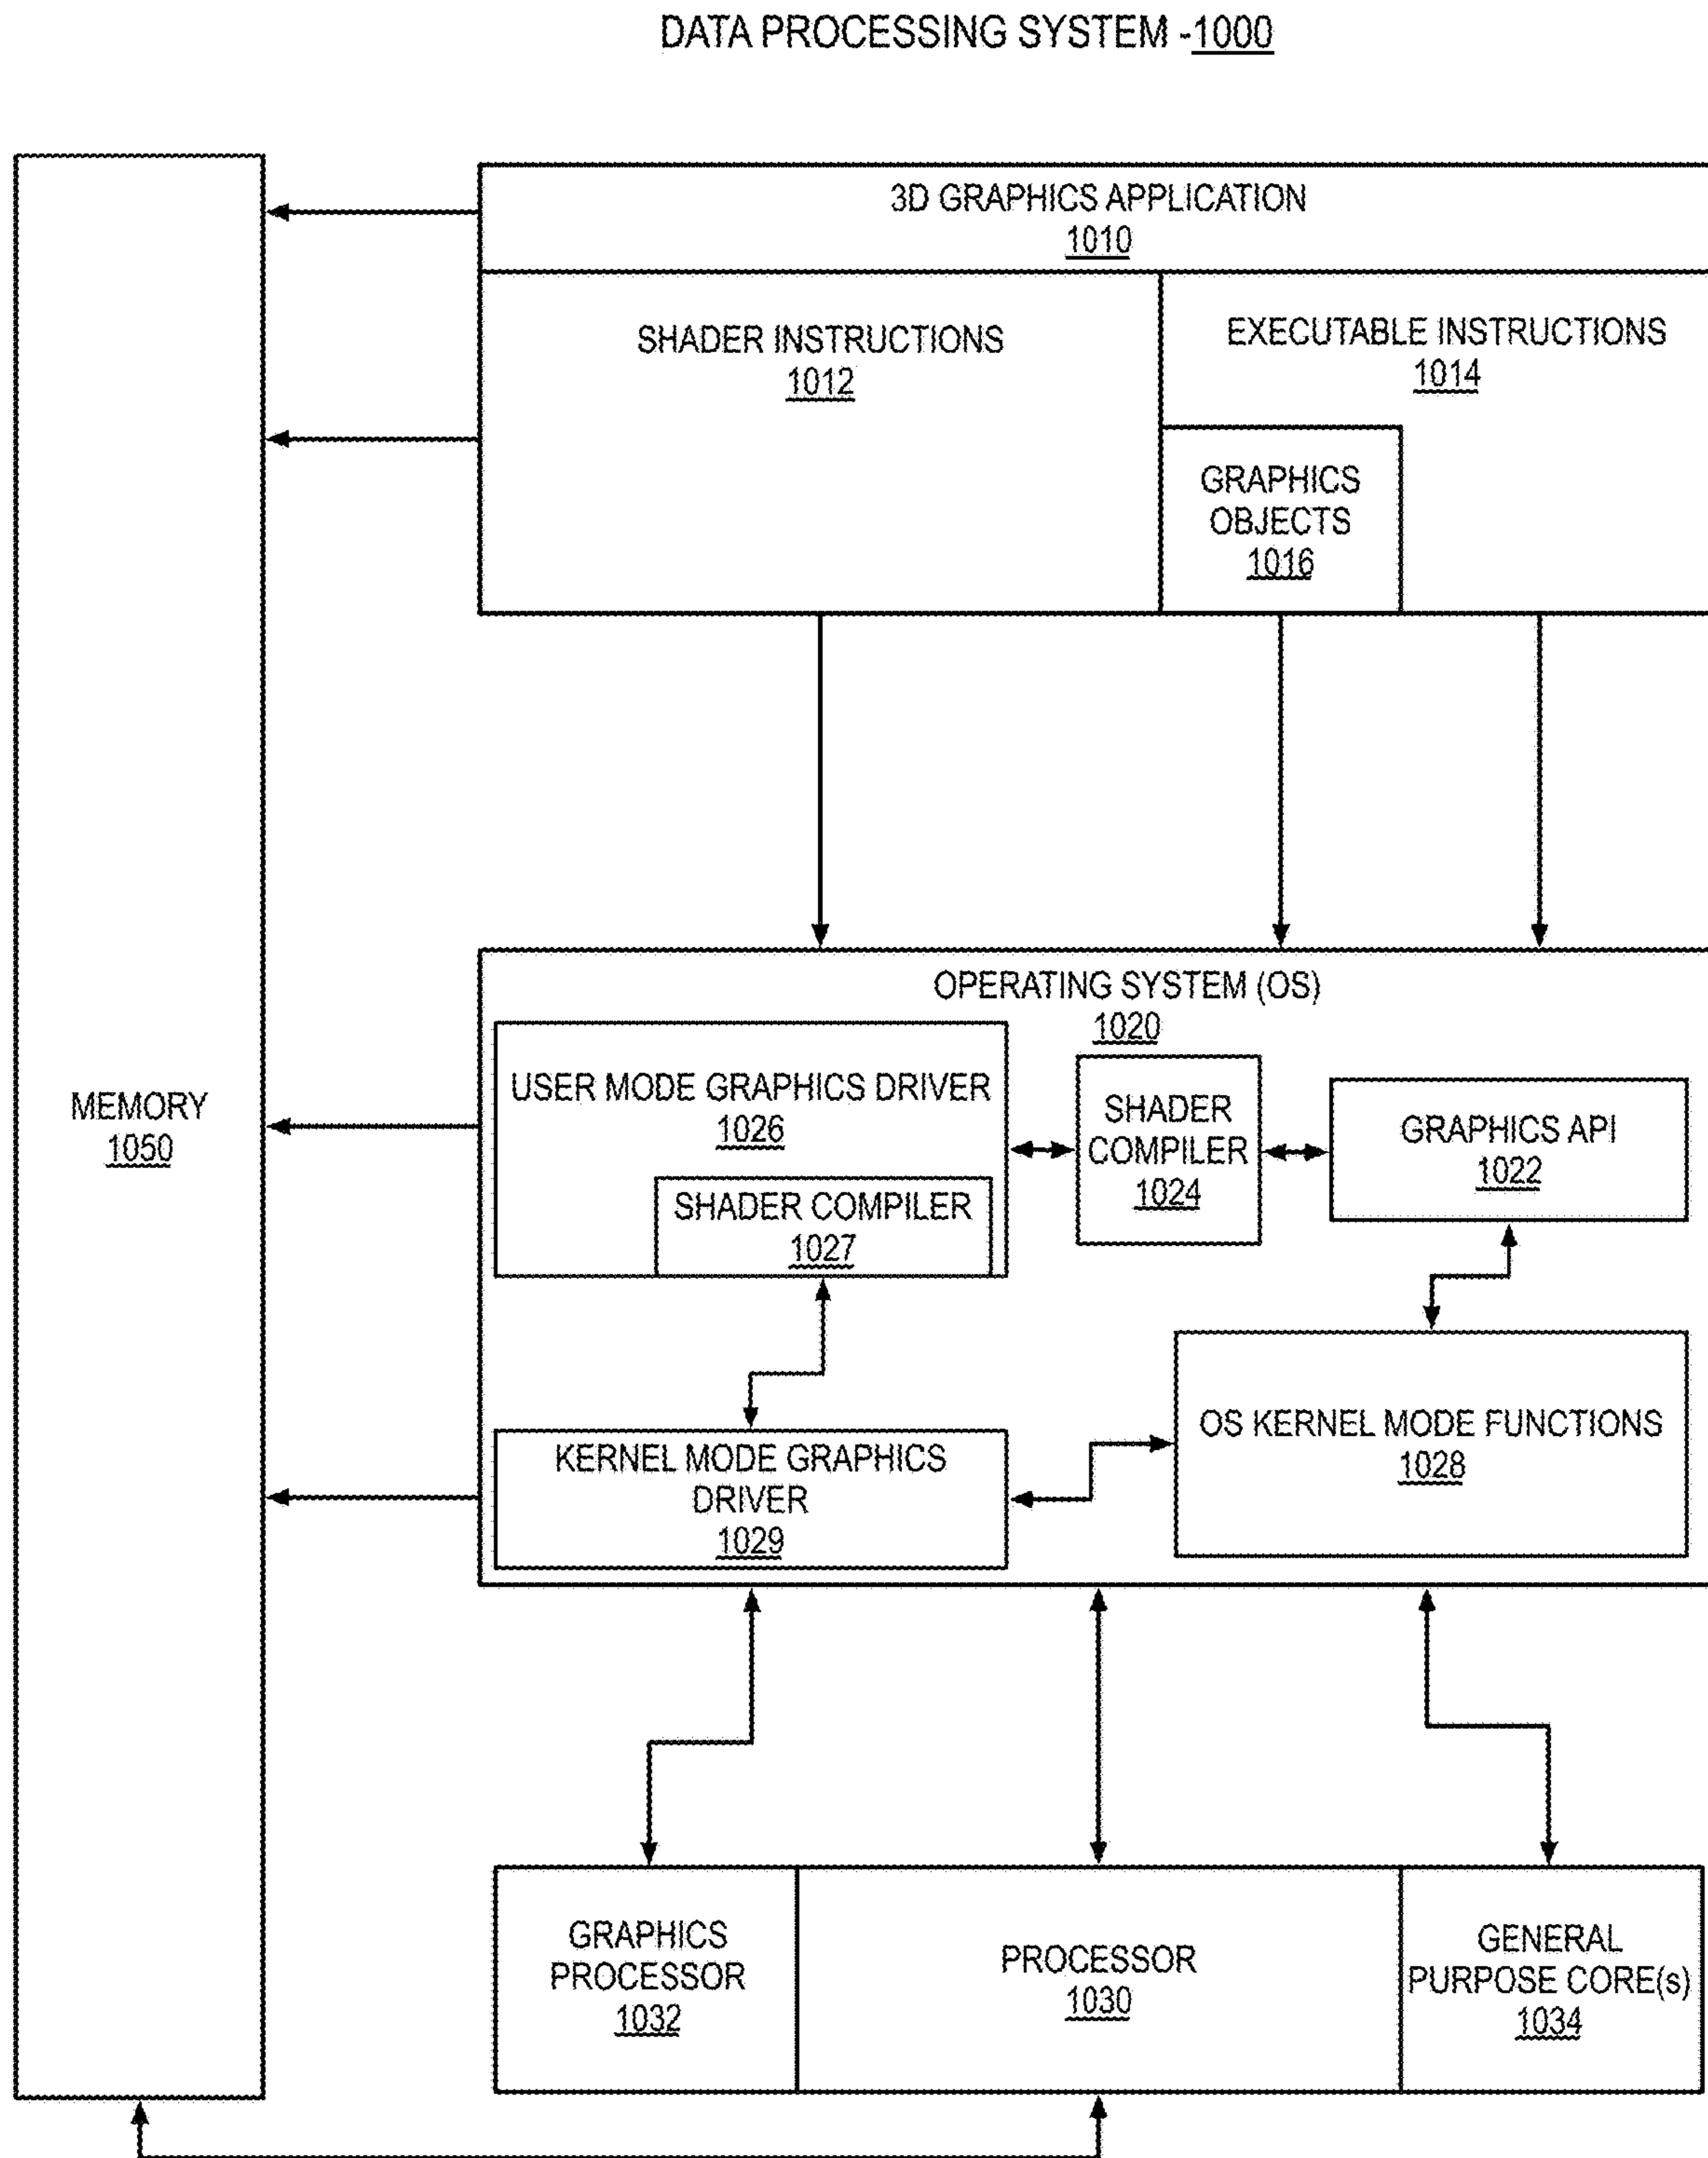 DATA PROCESSING SYSTEM -1000
3D GRAPHICS APPLICATION
1010
SHADER INSTRUCTIONS
1012
EXECUTABLE INSTRUCTIONS
1014
GRAPHICS
OBJECTS
1016
OPERATING SYSTEM (OS)
1020
USER MODE GRAPHICS DRIVER
1026
SHADER COMPILER
1027
SHADER
COMPILER
1024
GRAPHICS API
1022
MEMORY
1050
KERNEL MODE GRAPHICS
DRIVER
1029
OS KERNEL MODE FUNCTIONS
1028
GRAPHICS
PROCESSOR
1032
PROCESSOR
1030
GENERAL
PURPOSE CORE(s)
1034